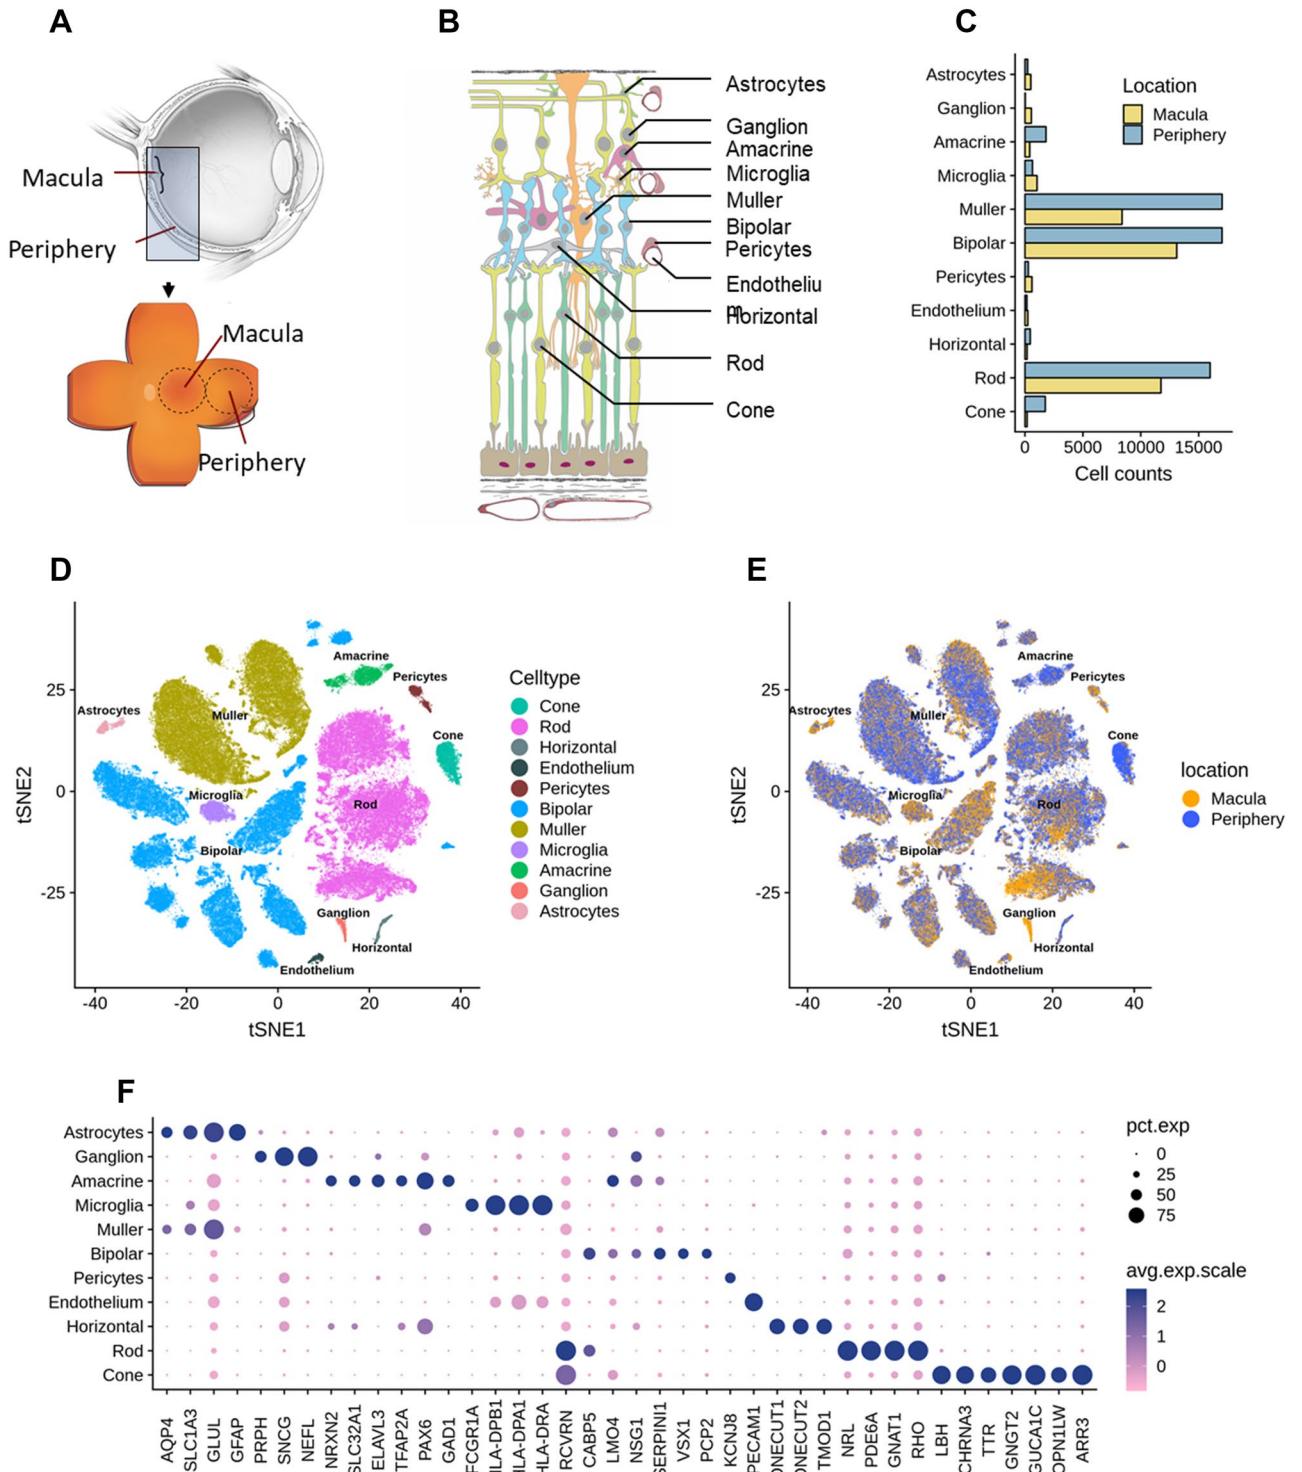 A
Macula
Periphery
Macula
Periphery
B
Astrocytes
Ganglion
Amacrine
Microglia
Muller
Bipolar
Pericytes
Endotheliu
m
Horizontal
Rod
Cone
C
Astrocytes
Ganglion
Amacrine
Microglia
Muller
Bipolar
Pericytes
Endothelium
Horizontal
Rod
Cone
0 5000 10000 15000
Cell counts
Location
Macula
Periphery
D
25
0
-25
tSNE2
-40 -20 0 20 40
tSNE1
Amacrine
Pericytes
Astrocytes
Muller
Cone
Microglia
Rod
Bipolar
Ganglion
Horizontal
Endothelium
Celltype
Cone
Rod
Horizontal
Endothelium
Pericytes
Bipolar
Muller
Microglia
Amacrine
Ganglion
Astrocytes
E
25
0
-25
tSNE2
-40 -20 0 20 40
tSNE1
Amacrine
Pericytes
Astrocytes
Muller
Cone
Microglia
Rod
Bipolar
Ganglion
Horizontal
Endothelium
location
Macula
Periphery
F
Astrocytes
Ganglion
Amacrine
Microglia
Muller
Bipolar
Pericytes
Endothelium
Horizontal
Rod
Cone
AQP4
SLC1A3
GLUL
GFAP
PRPH
SNCG
NEFL
NRXN2
SLC32A1
ELAVL3
TFAP2A
PAX6
GAD1
FCGR1A
HLA-DPB1
HLA-DPA1
HLA-DRA
RCVRN
CABP5
LMO4
NSG1
SERPINI1
VSX1
PCP2
KCNJ8
PECAM1
ONECUT1
ONECUT2
TMOD1
NRL
PDE6A
GNAT1
RHO
LBH
CHRNA3
TTR
GNGT2
GUCA1C
OPN1LW
ARR3
pct.exp
0
25
50
75
avg.exp.scale
2
1
0